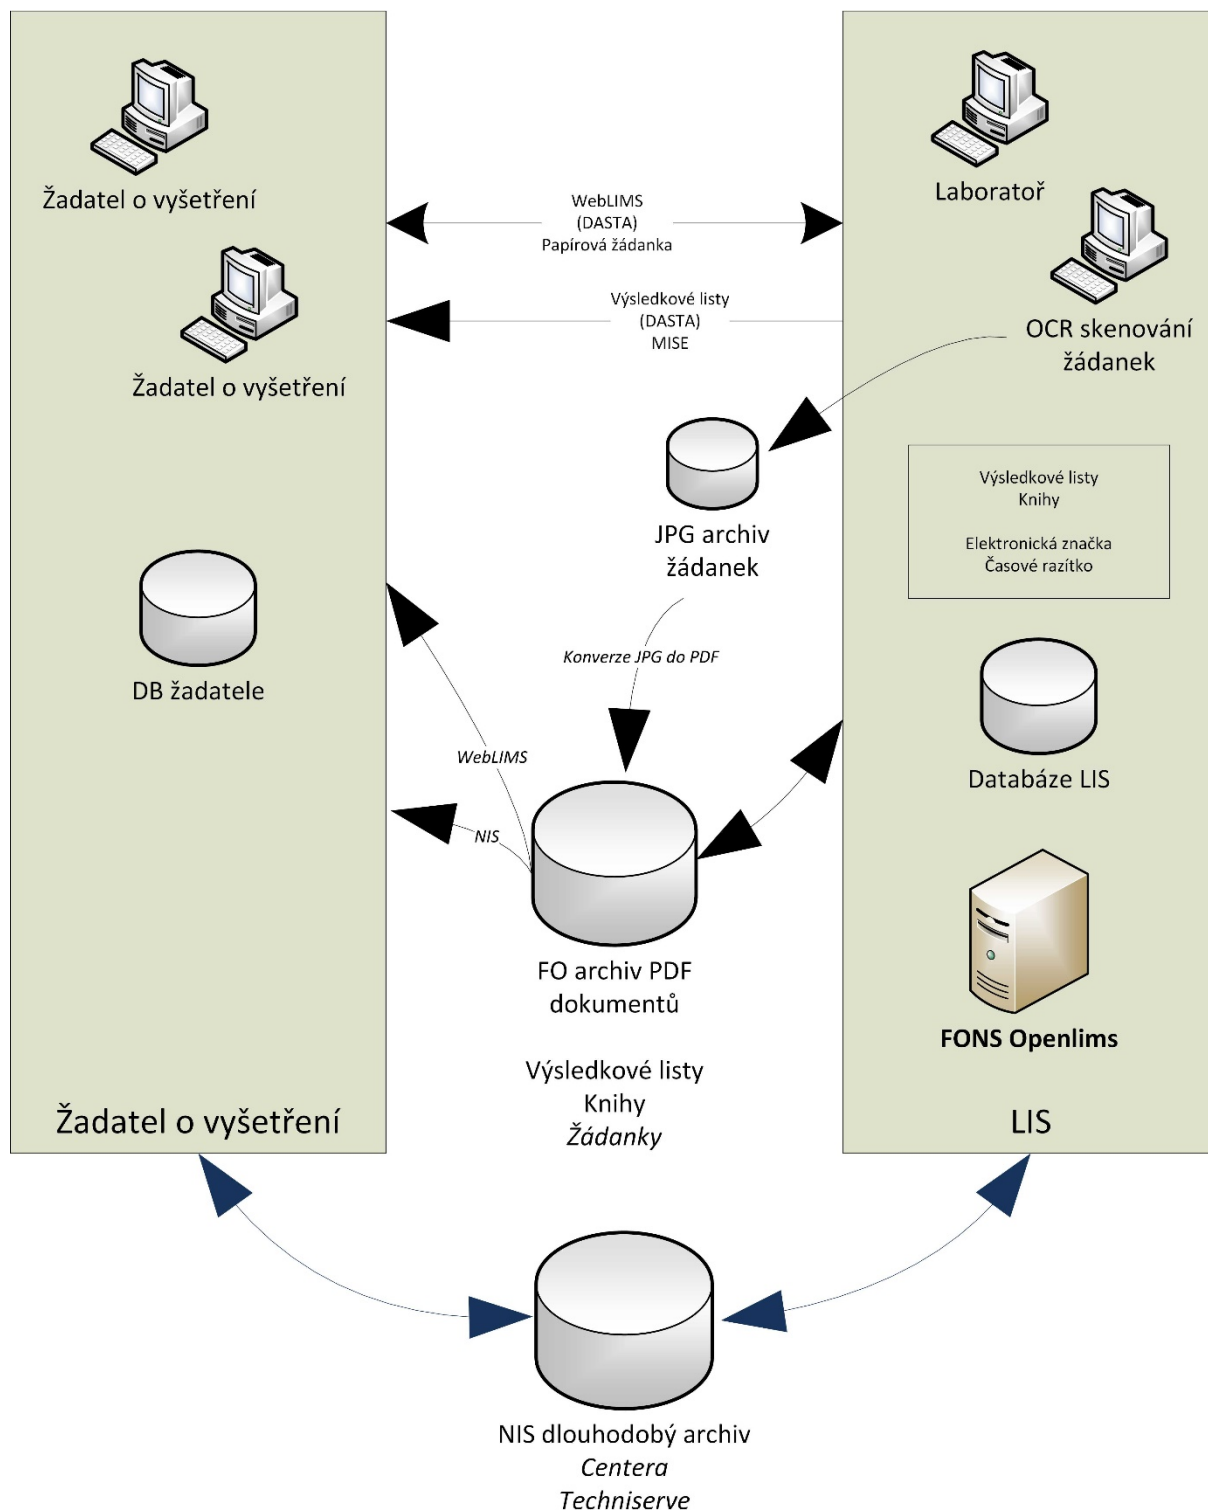 Žadatel o vyšetření
Žadatel o vyšetření
DB žadatele
Žadatel o vyšetření
WebLIMS
(DASTA)
Papírová žádanka
Výsledkové listy
(DASTA)
MISE
JPG archiv
žádanek
Konverze JPG do PDF
WebLIMS
NIS
FO archiv PDF
dokumentů
Výsledkové listy
Knihy
Žádanky
Laboratoř
OCR skenování
žádanek
Výsledkové listy
Knihy
Elektronická značka
Časové razítko
Databáze LIS
FONS Openlims
LIS
NIS dlouhodobý archiv
Centera
Techniserve